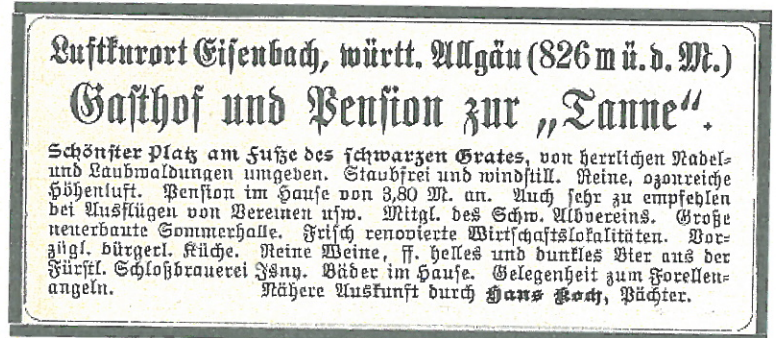 Luftkurort Eisenbach, württ. Allgäu (826 m ü. d. M.)
Gasthof und Pension zur „Tanne“.
Schönster Platz am Fuße des schwarzen Grates, von herrlichen Nadel-
und Laubwaldungen umgeben. Staubfrei und windstill. Reine, ozonreiche
Höhenluft. Pension im Hause von 3,80 M. an. Auch sehr zu empfehlen
bei Ausflügen von Vereinen usw. Mitgl. des Schw. Albvereins. Große
neuerbaute Sommerhalle. Frisch renovierte Wirtschaftslokalitäten. Vor-
zügl. bürgerl. Küche. Reine Weine, ff. helles und dunkles Bier aus der
Fürstl. Schloßbrauerei Isny. Bäder im Hause. Gelegenheit zum Forellen-
angeln. Nähere Auskunft durch Hans Koch, Pächter.